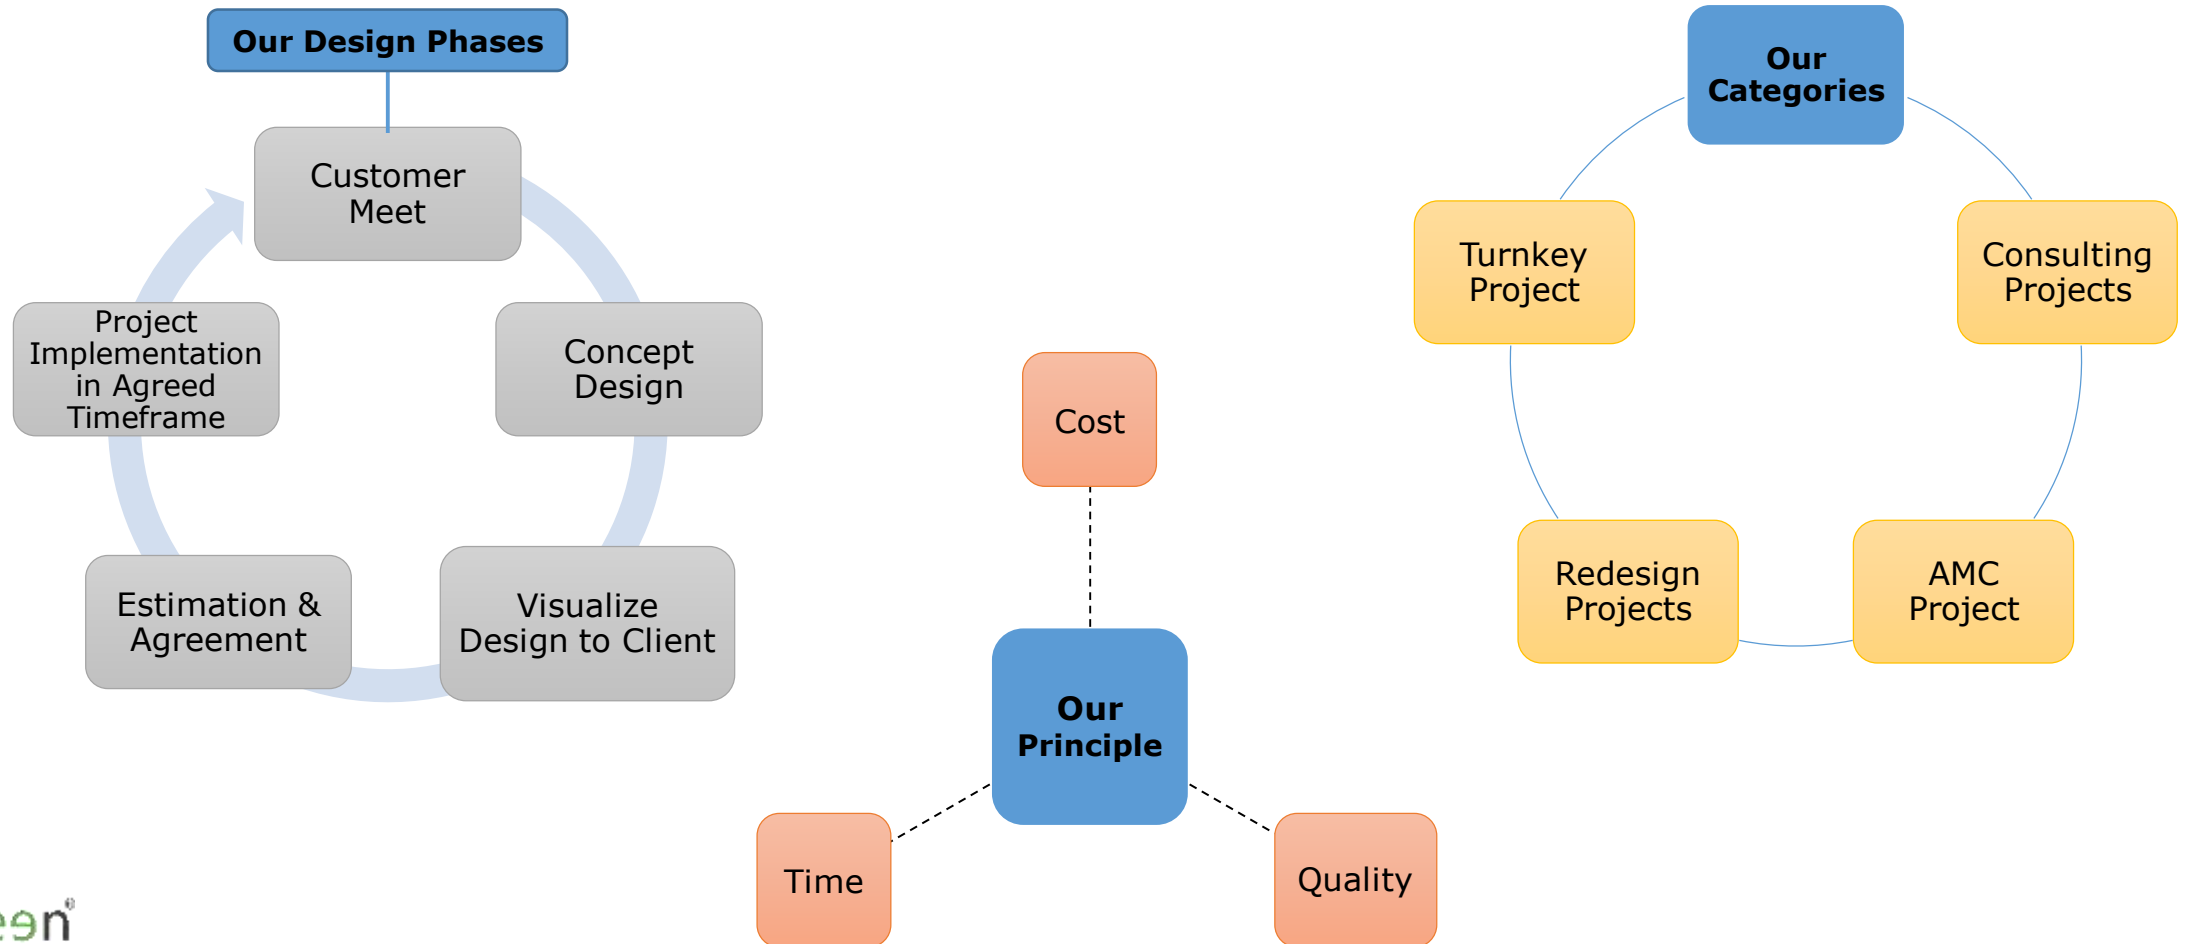 Our Design Phases
Customer
Meet
Concept
Design
Visualize
Design to Client
Estimation &
Agreement
Project
Implementation
in Agreed
Timeframe
Cost
Our
Principle
Time
Quality
Our
Categories
Consulting
Projects
AMC
Project
Redesign
Projects
Turnkey
Project